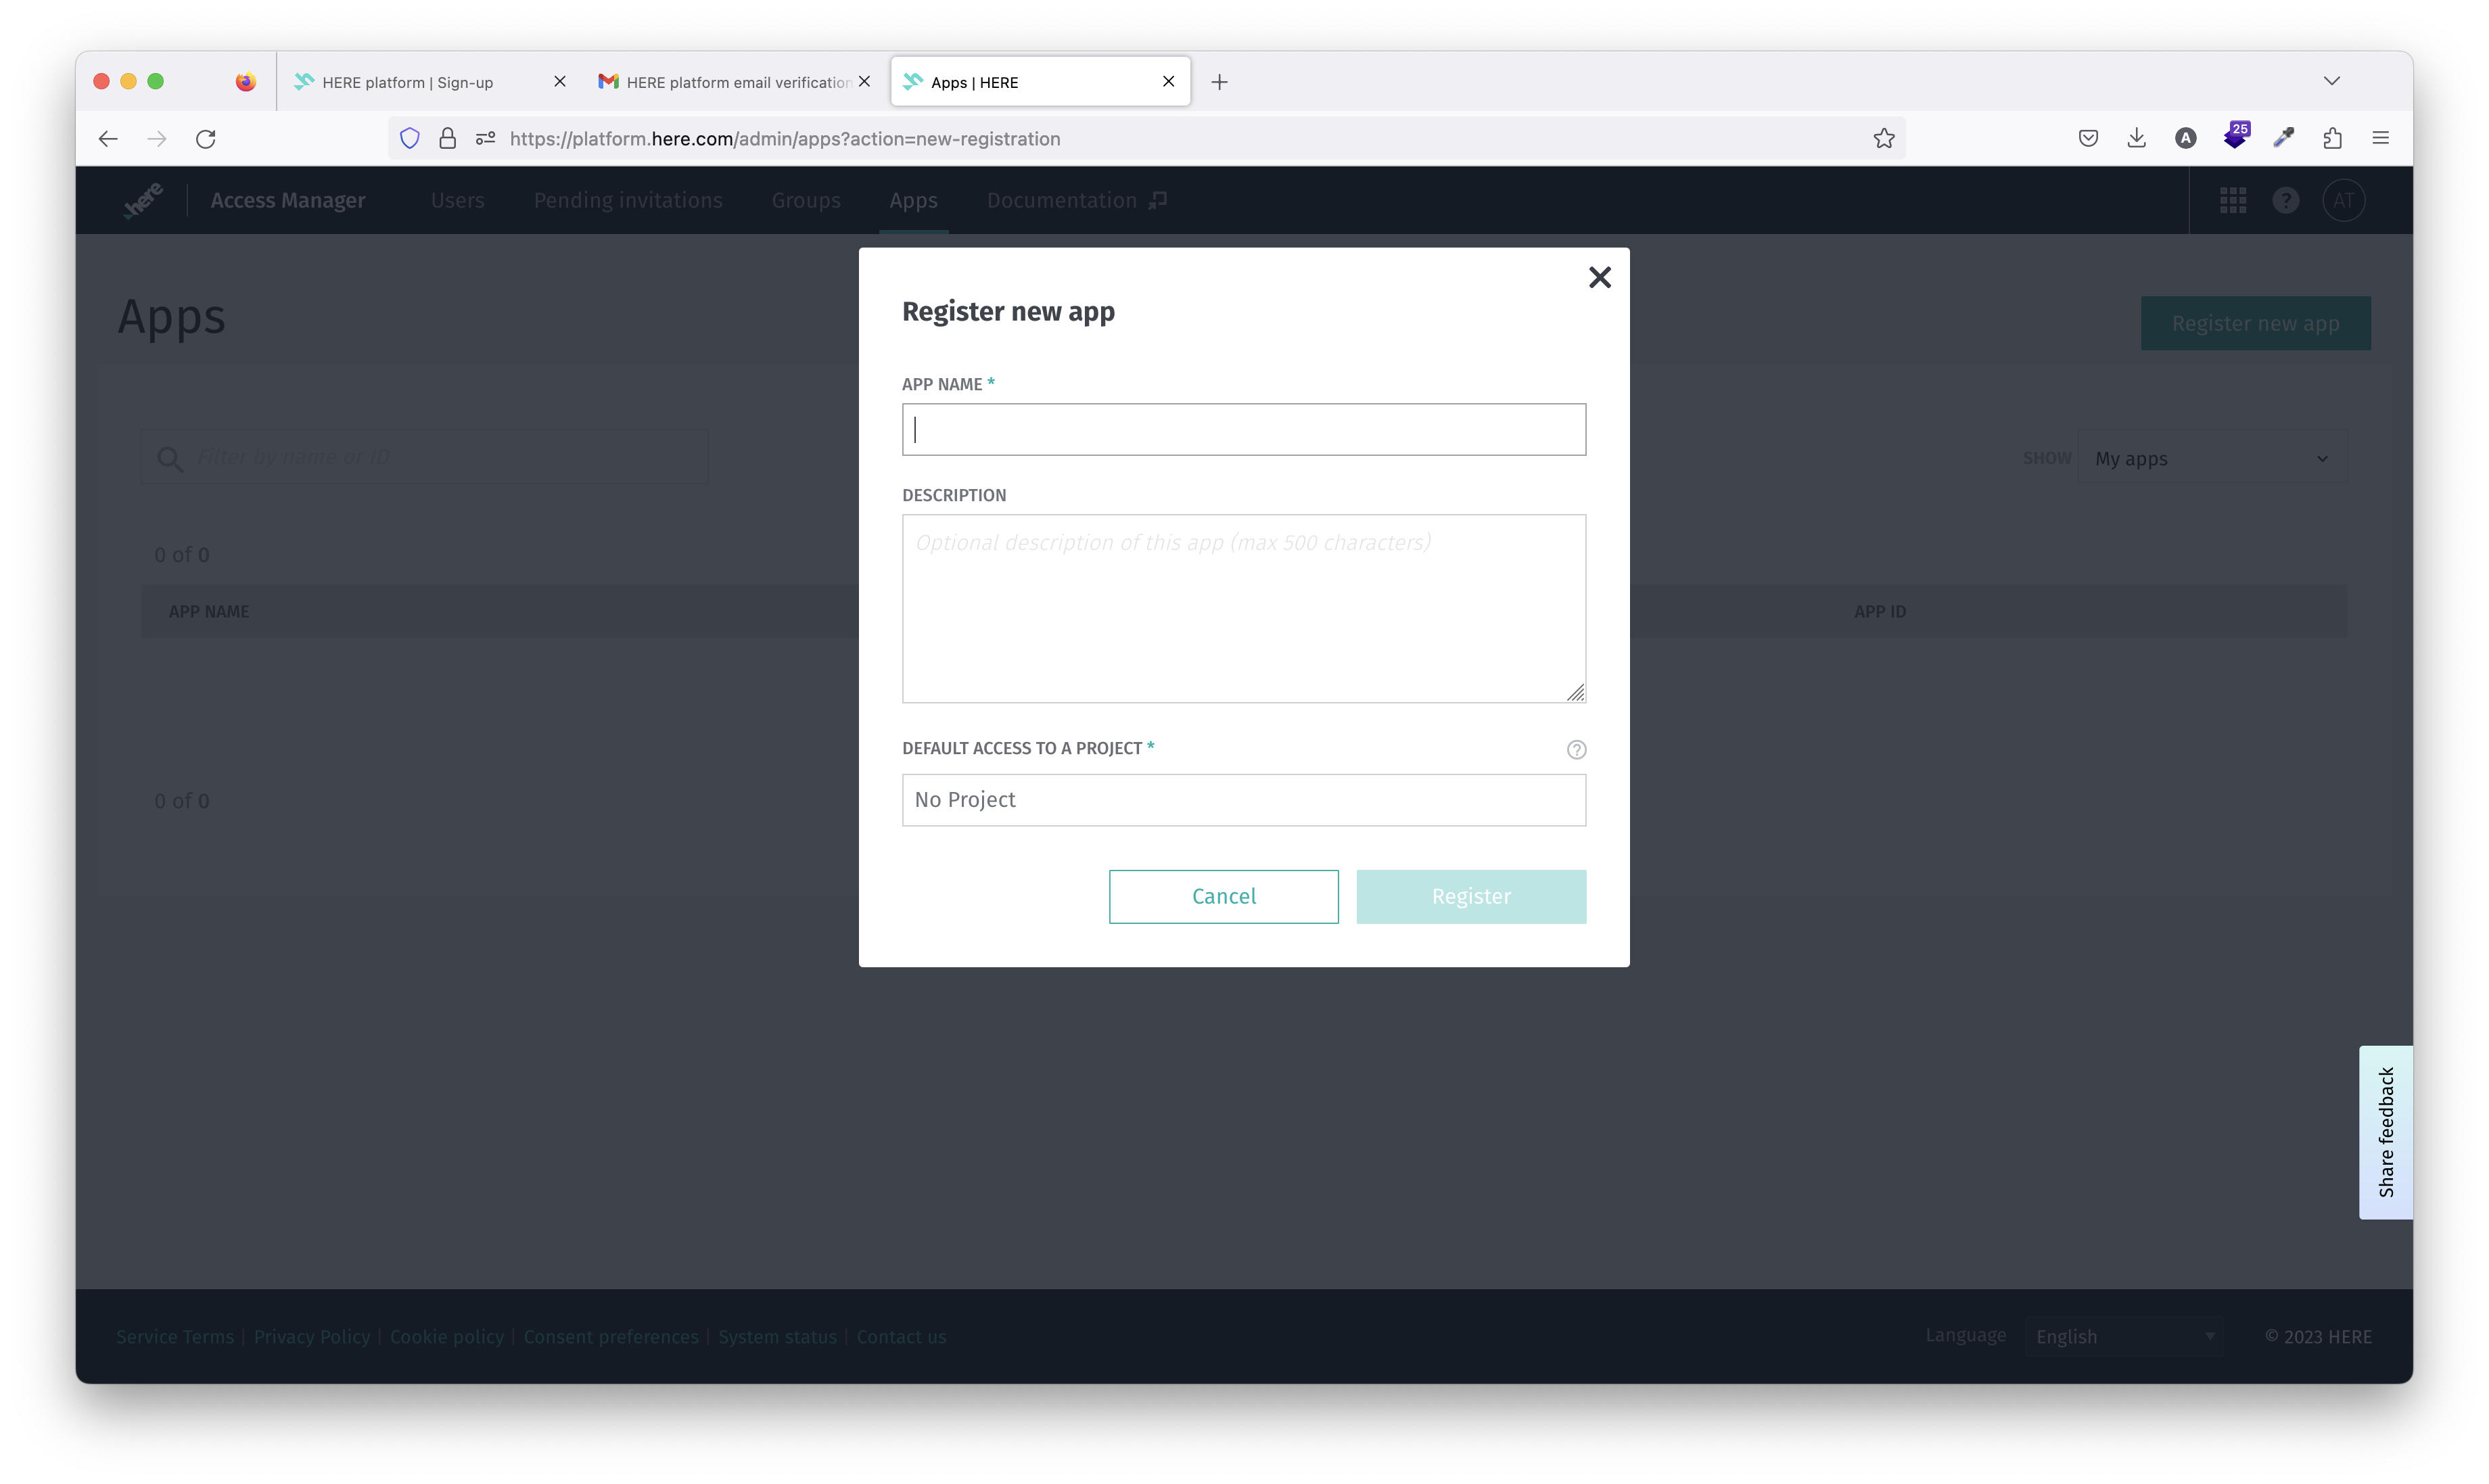 HERE platform | Sign-up
HERE platform email verification
Apps | HERE
https://platform.here.com/admin/apps?action=new-registration
A
25
here
Access Manager
Users
Pending invitations
Groups
Apps
Documentation
?
AT
Apps
Register new app
Filter by name or ID
SHOW
My apps
0 of 0
APP NAME
APP ID
0 of 0
Register new app
APP NAME *
DESCRIPTION
Optional description of this app (max 500 characters)
DEFAULT ACCESS TO A PROJECT *
?
No Project
Cancel
Register
Share feedback
Service Terms | Privacy Policy | Cookie policy | Consent preferences | System status | Contact us
Language
English
© 2023 HERE